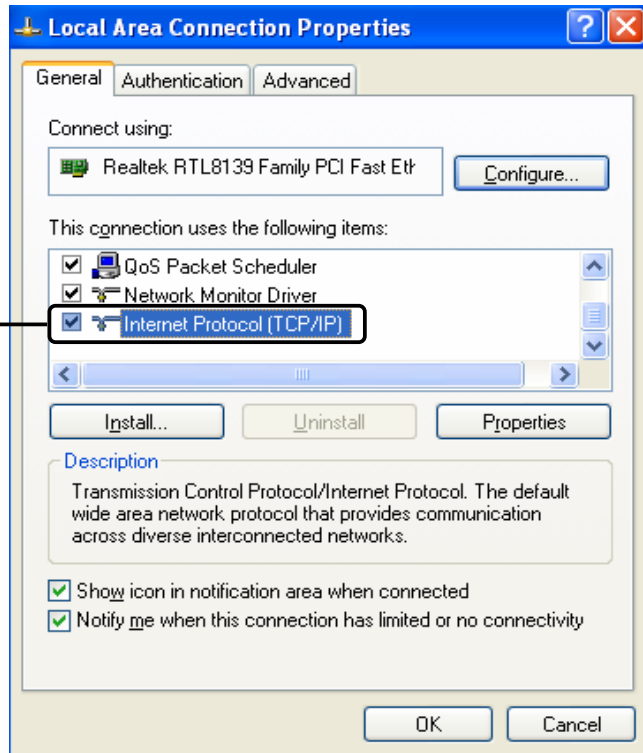 Local Area Connection Properties
General Authentication Advanced
Connect using:
Realtek RTL8139 Family PCI Fast Eth
Configure...
This connection uses the following items:
QoS Packet Scheduler
Network Monitor Driver
Internet Protocol (TCP/IP)
Install... Uninstall Properties
Description
Transmission Control Protocol/Internet Protocol. The default
wide area network protocol that provides communication
across diverse interconnected networks.
Show icon in notification area when connected
Notify me when this connection has limited or no connectivity
OK Cancel